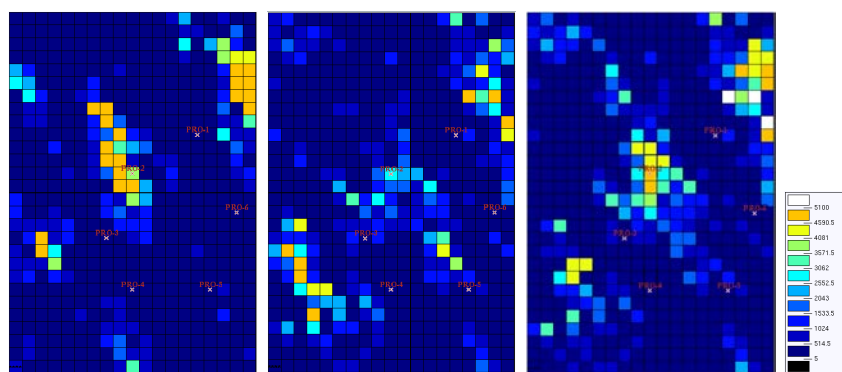 PRO-1
PRO-2
PRO-6
PRO-3
PRO-4
PRO-5
PRO-1
PRO-6
PRO-3
PRO-4
PRO-5
PRO-1
PRO-2
PRO-6
PRO-3
PRO-4
PRO-5
5100
4590.5
4081
3571.5
3062
2552.5
2043
1533.5
1024
514.5
5